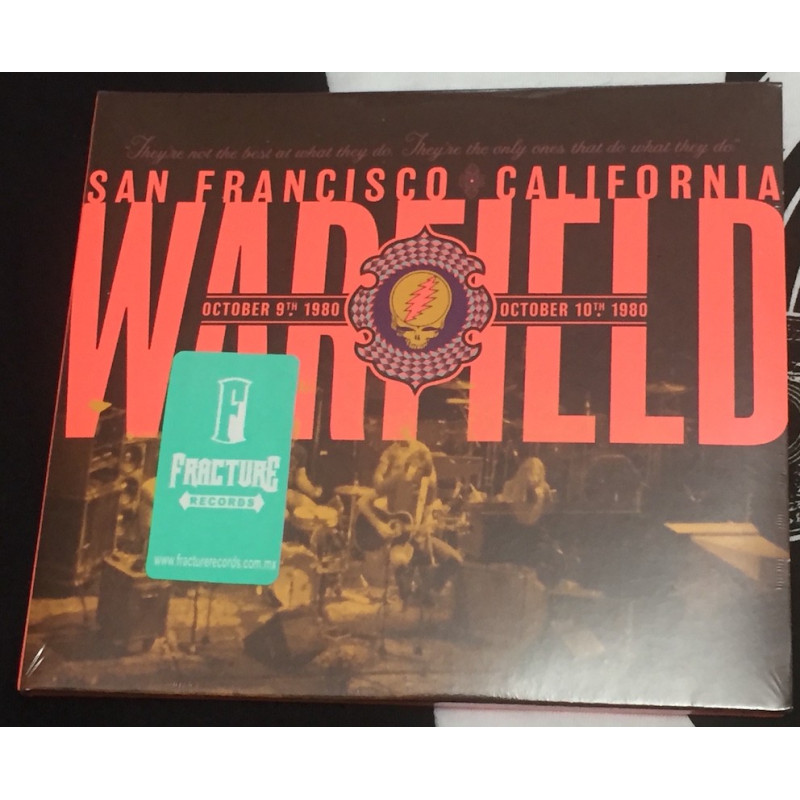 "They're not the best at what they do. They're the only ones that do what they do."
SAN FRANCISCO CALIFORNIA
WARFIELD
OCTOBER 9TH 1980 OCTOBER 10TH 1980
F
FRACTURE
RECORDS
www.fracturerecords.com.mx